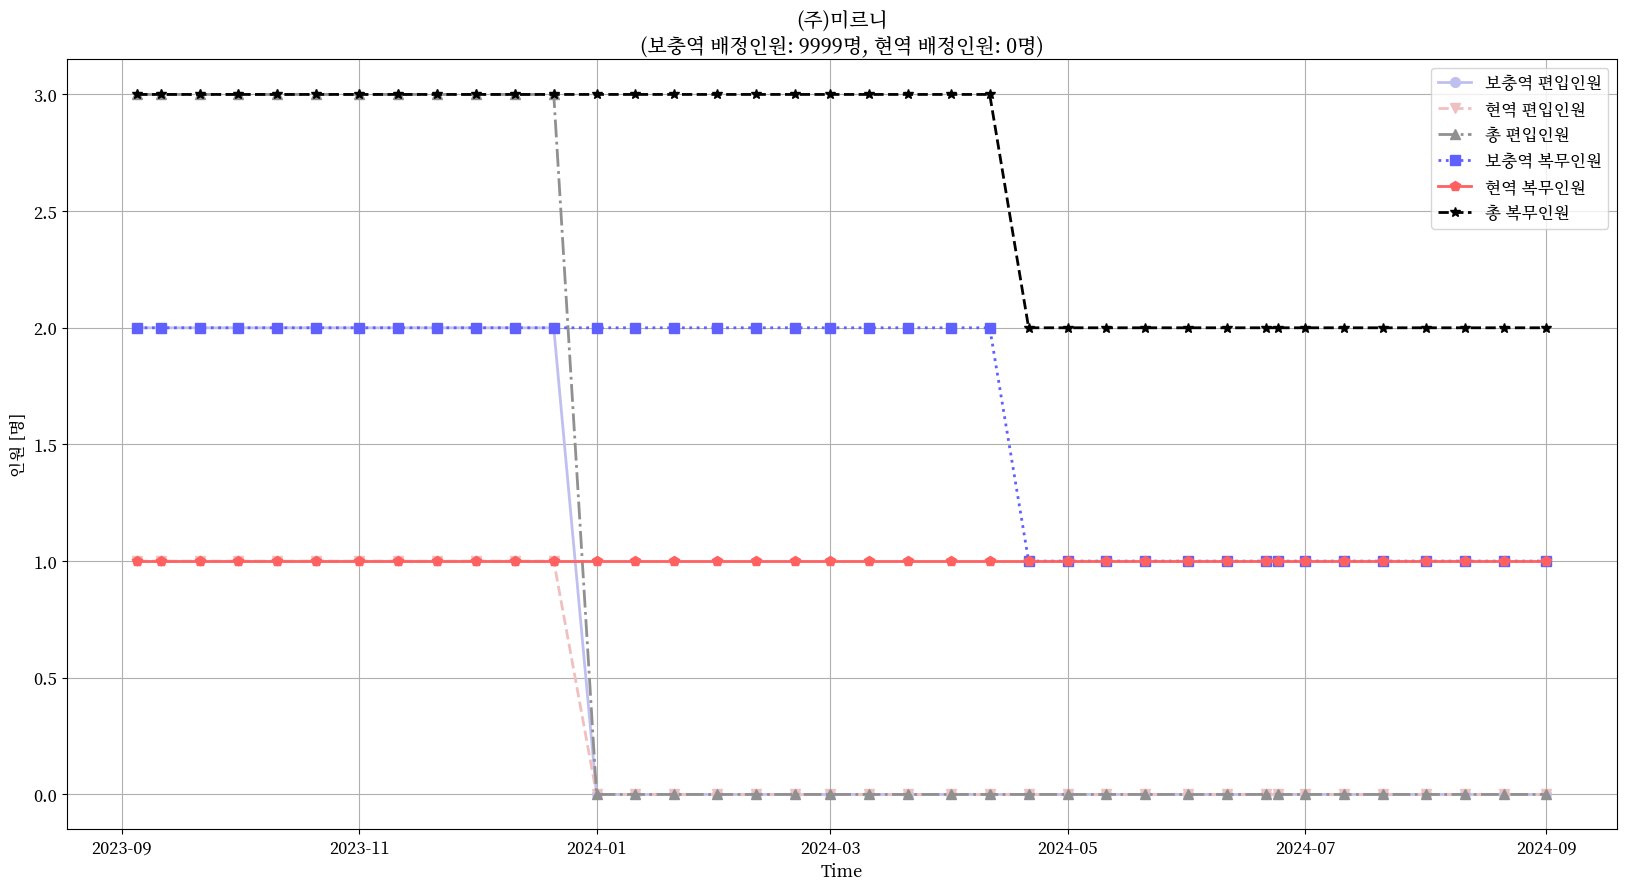 (주)미르니
(보충역 배정인원: 9999명, 현역 배정인원: 0명)
보충역 편입인원
현역 편입인원
총 편입인원
보충역 복무인원
현역 복무인원
총 복무인원
인원 [명]
3.0
2.5
2.0
1.5
1.0
0.5
0.0
2023-09 2023-11 2024-01 2024-03 2024-05 2024-07 2024-09
Time